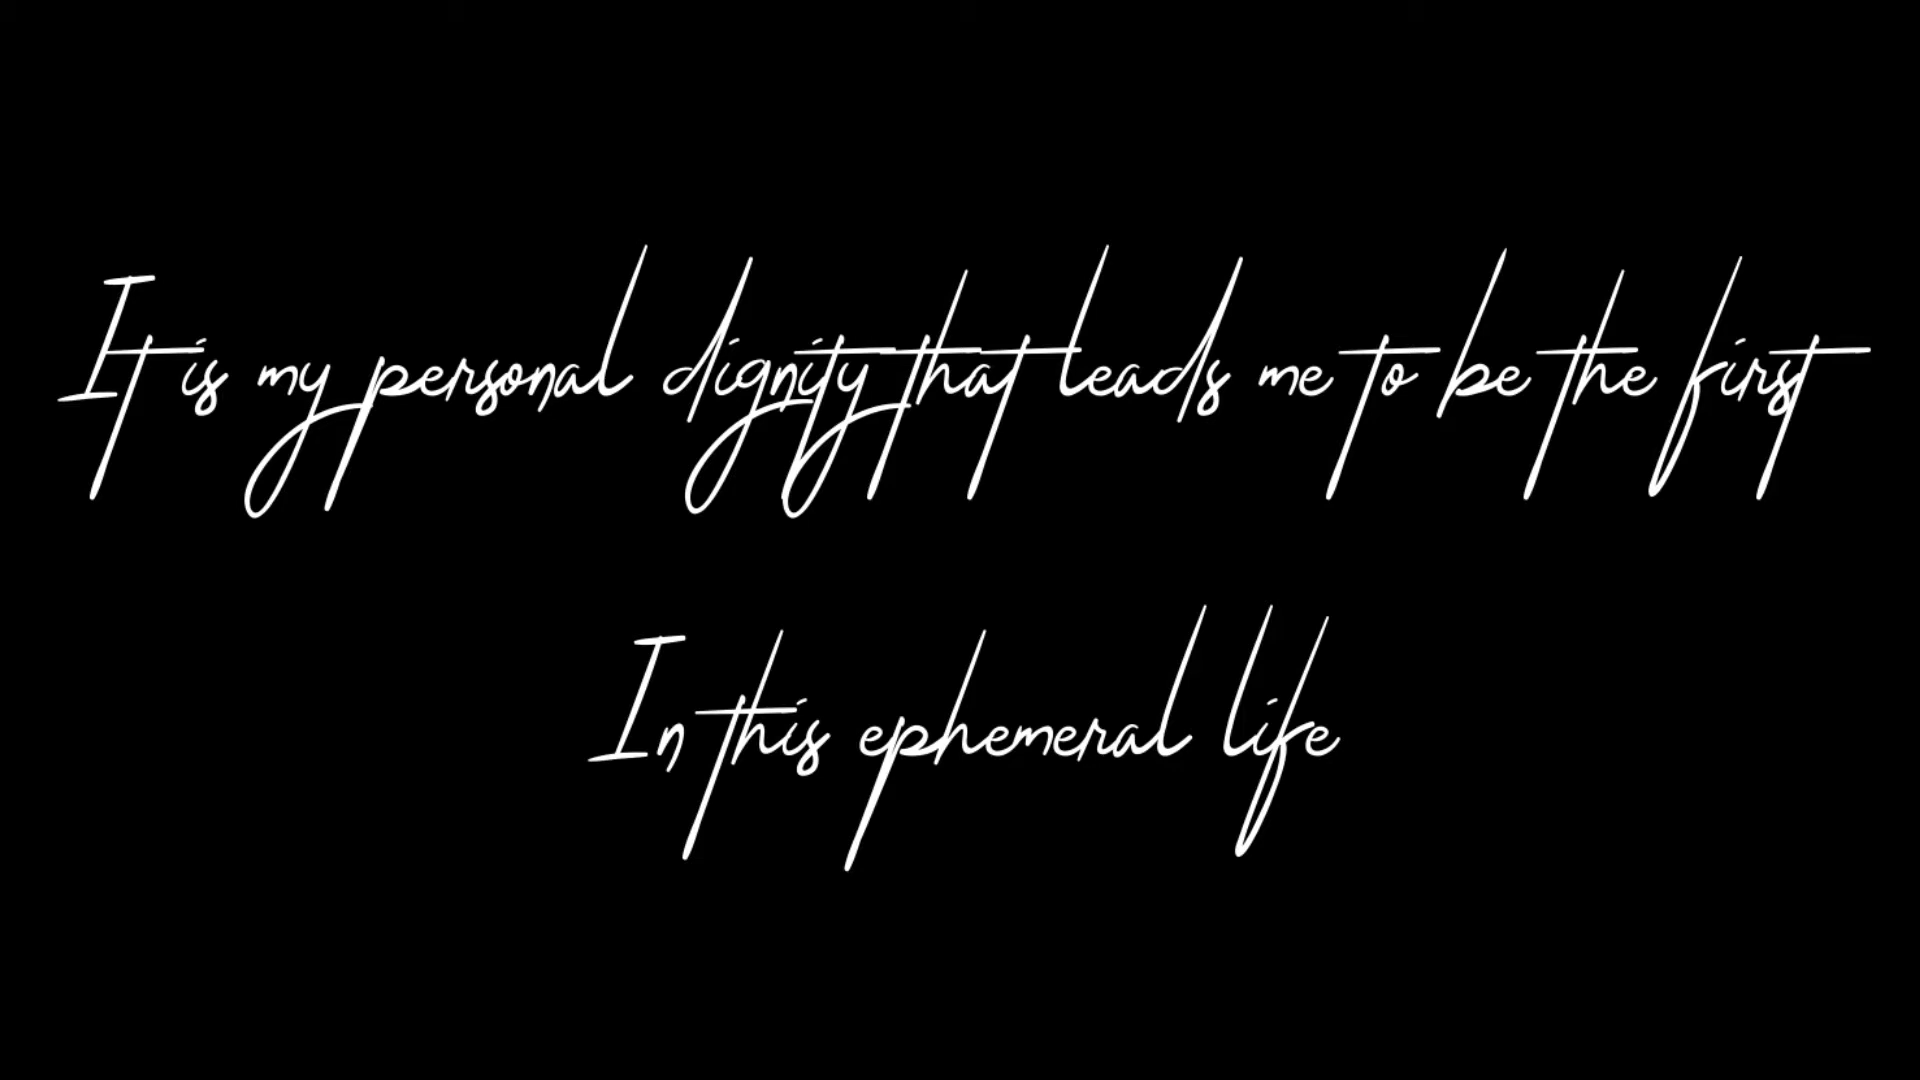 It is my personal dignity that leads me to be the first
In this ephemeral life